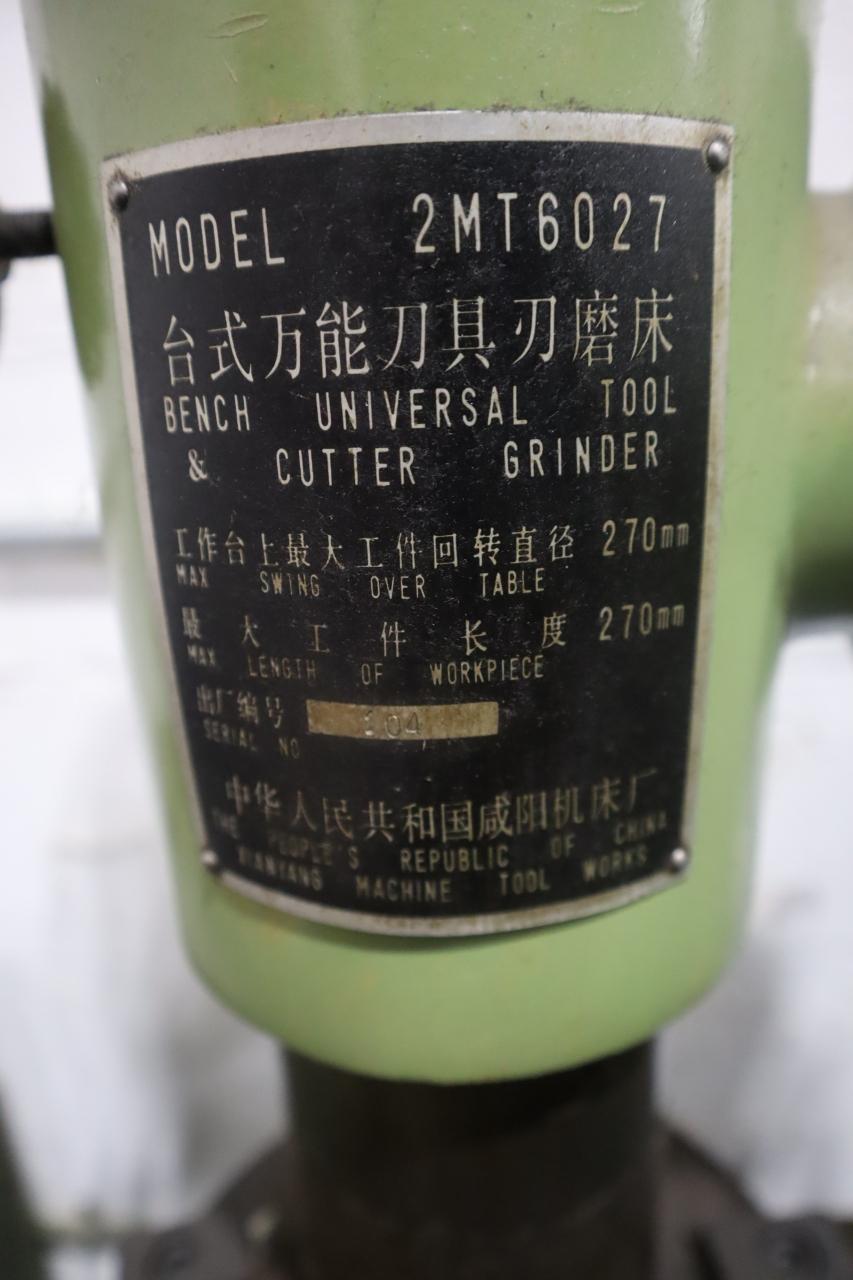 MODEL 2MT6027
台式万能刀具刃磨床
BENCH UNIVERSAL TOOL
& CUTTER GRINDER
工作台上最大工件回转直径 270mm
MAX SWING OVER TABLE
最大工件长度 270mm
MAX LENGTH OF WORKPIECE
出厂编号
SERIAL NO
中华人民共和国咸阳机床厂
THE PEOPLE'S REPUBLIC OF CHINA
XIANYANG MACHINE TOOL WORKS